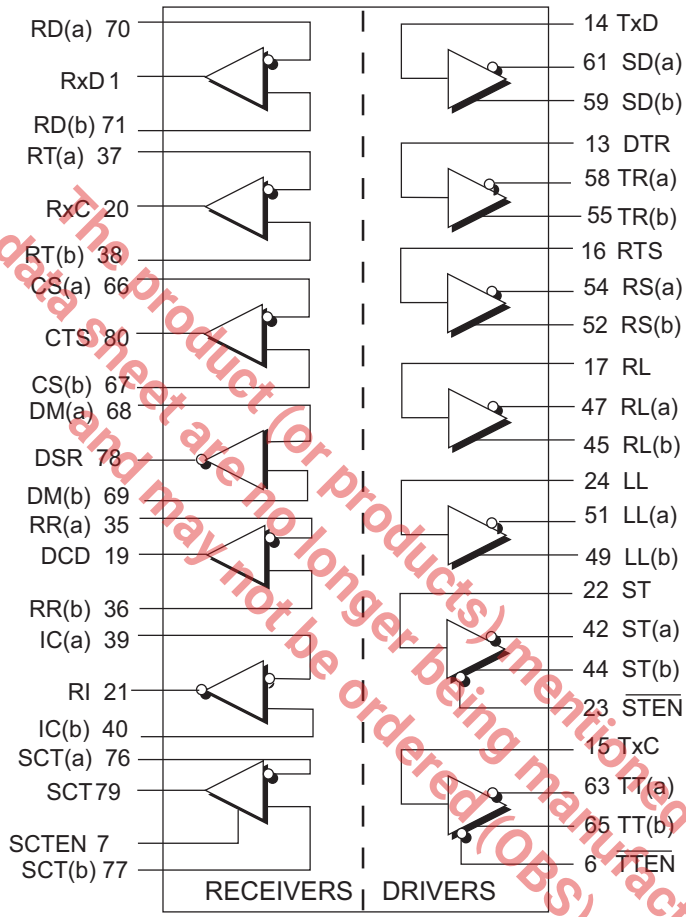 RD(a) 70
RxD 1
RD(b) 71
RT(a) 37
RxC 20
RT(b) 38
CS(a) 66
CTS 80
CS(b) 67
DM(a) 68
DSR 78
DM(b) 69
RR(a) 35
DCD 19
RR(b) 36
IC(a) 39
RI 21
IC(b) 40
SCT(a) 76
SCT79
SCTEN 7
SCT(b) 77
RECEIVERS
DRIVERS
14 TxD
61 SD(a)
59 SD(b)
13 DTR
58 TR(a)
55 TR(b)
16 RTS
54 RS(a)
52 RS(b)
17 RL
47 RL(a)
45 RL(b)
24 LL
51 LL(a)
49 LL(b)
22 ST
42 ST(a)
44 ST(b)
23 STEN
15 TxC
63 TT(a)
65 TT(b)
6 TTEN
The product (or products) mentioned
data sheet are no longer being manufact
and may not be ordered (OBS)